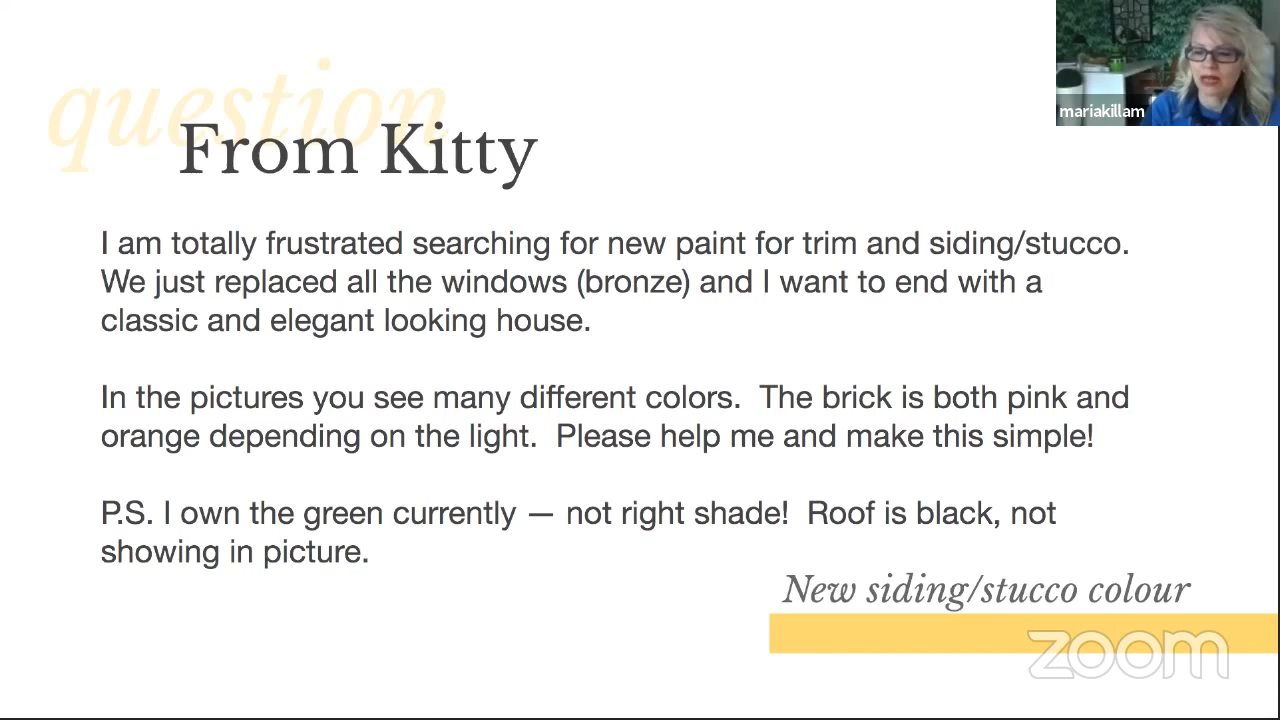 question
From Kitty
mariakillam
I am totally frustrated searching for new paint for trim and siding/stucco.
We just replaced all the windows (bronze) and I want to end with a
classic and elegant looking house.
In the pictures you see many different colors.  The brick is both pink and
orange depending on the light.  Please help me and make this simple!
P.S. I own the green currently — not right shade!  Roof is black, not
showing in picture.
New siding/stucco colour
zoom